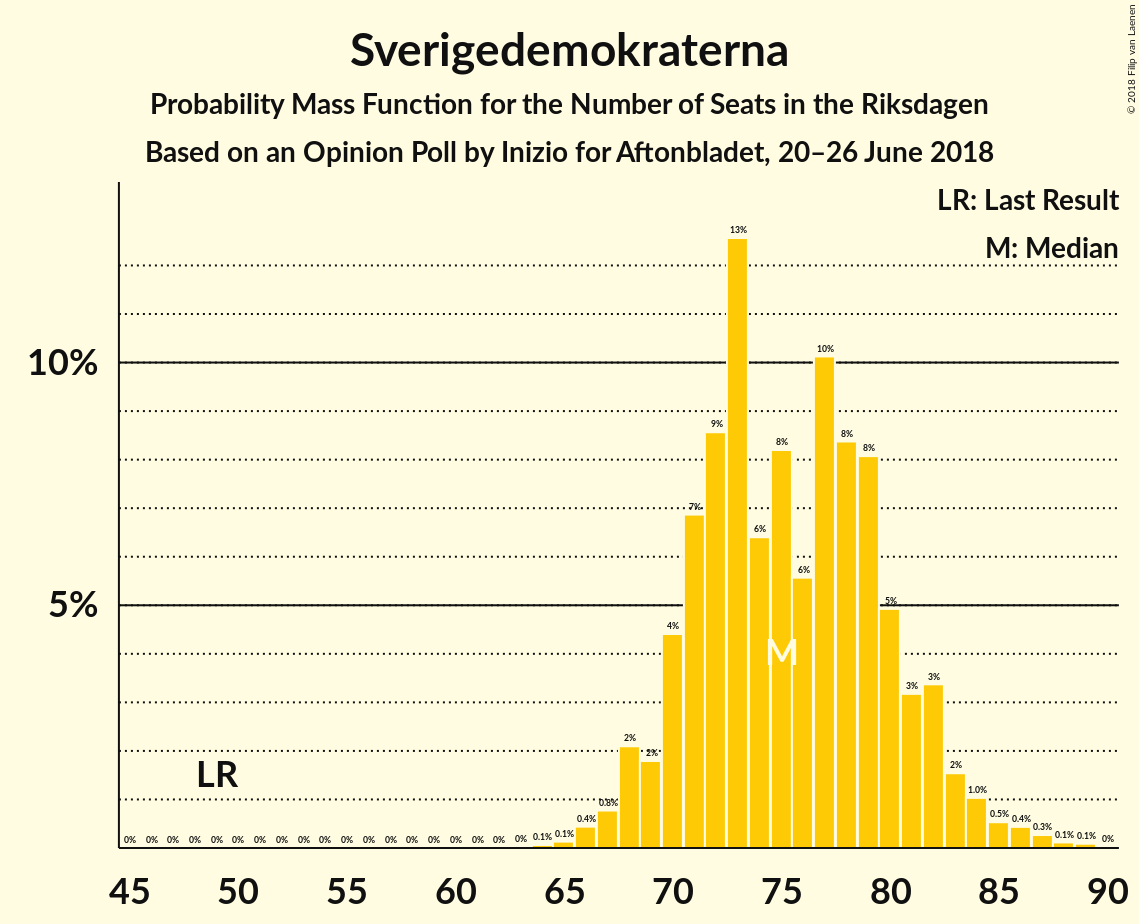 Sverigedemokraterna
Probability Mass Function for the Number of Seats in the Riksdagen
Based on an Opinion Poll by Inizio for Aftonbladet, 20–26 June 2018
© 2018 Filip van Laenen
LR: Last Result
M: Median
10%
5%
LR
M
0% 0% 0% 0% 0% 0% 0% 0% 0% 0% 0% 0% 0% 0% 0% 0% 0% 0% 0% 0.1% 0.1% 0.4% 0.8% 2% 2% 4% 7% 9% 13% 6% 8% 6% 10% 8% 8% 5% 3% 3% 2% 1.0% 0.5% 0.4% 0.3% 0.1% 0.1% 0%
45 50 55 60 65 70 75 80 85 90